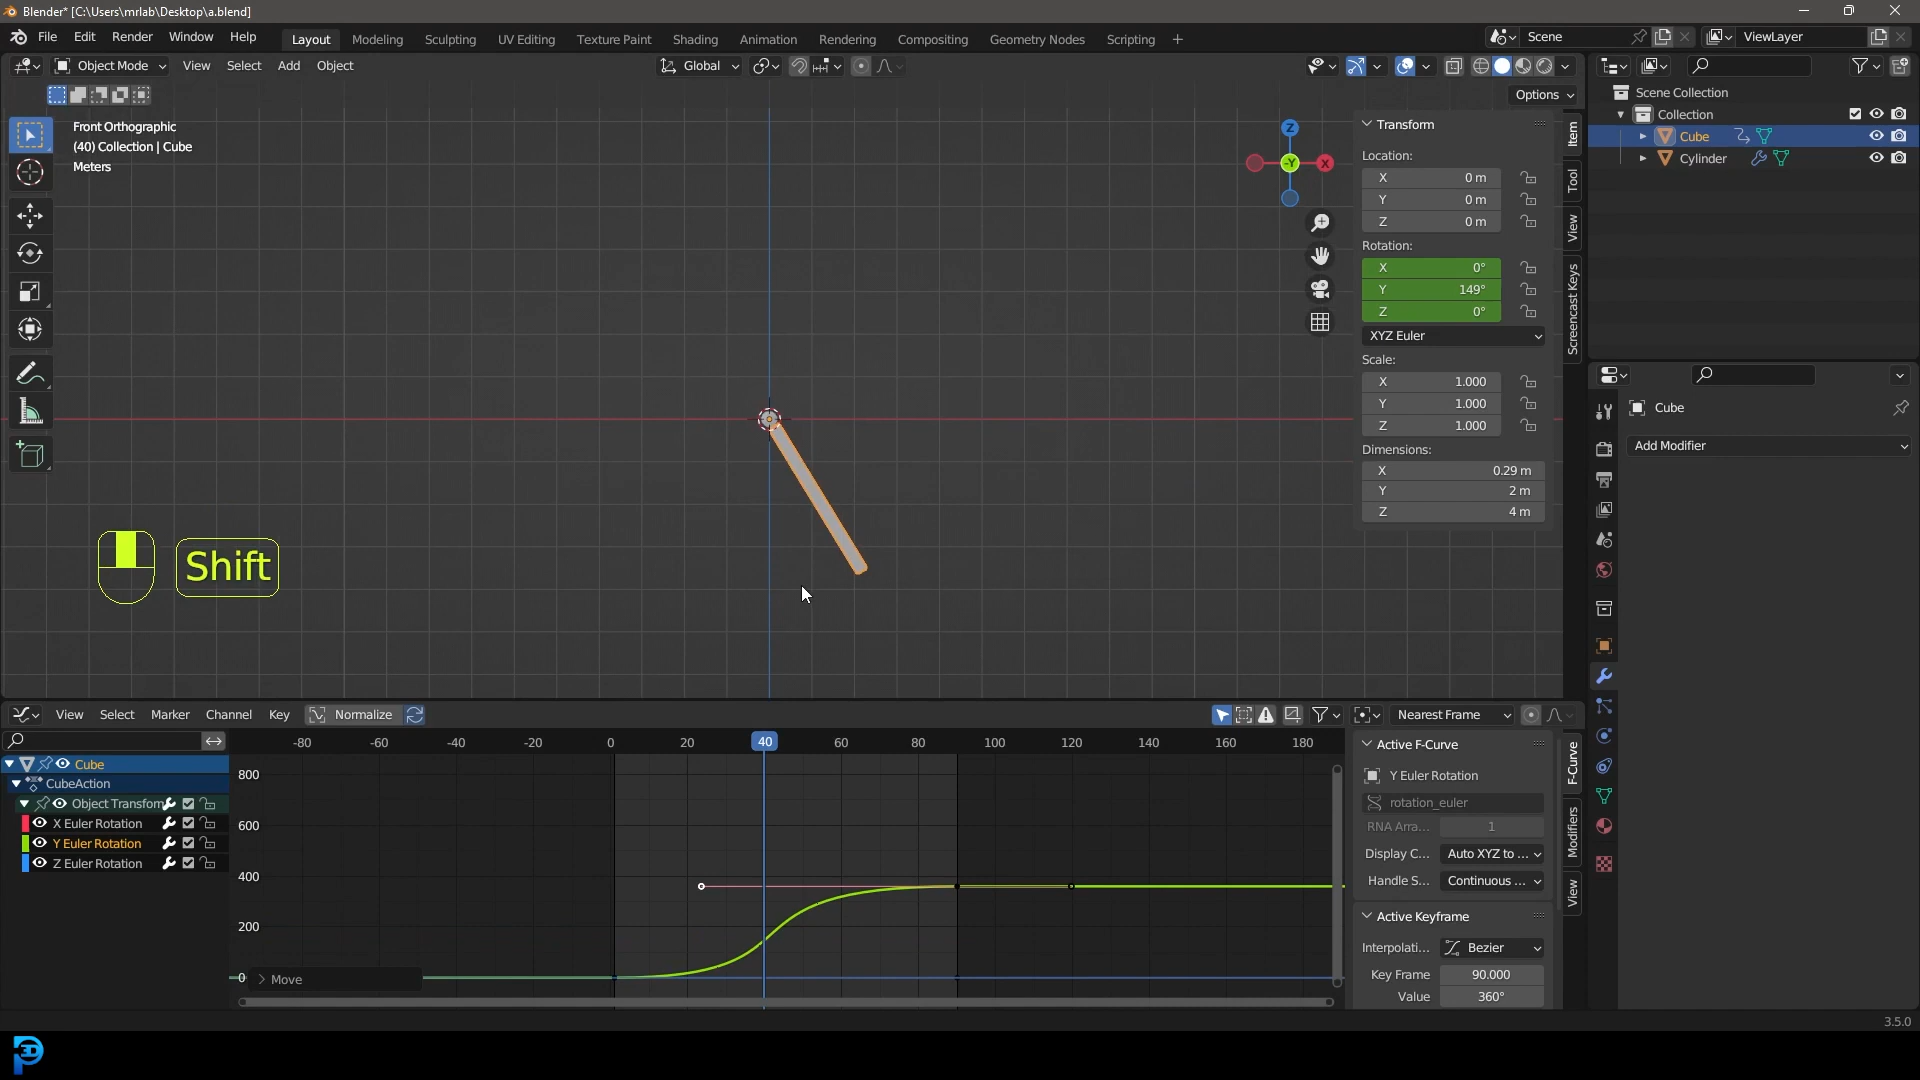 Blender* [C:\Users\mrlab\Desktop\a.blend]
File Edit Render Window Help Layout Modeling Sculpting UV Editing Texture Paint Shading Animation Rendering Compositing Geometry Nodes Scripting + Scene ViewLayer
Object Mode View Select Add Object Global
Options
Front Orthographic
(40) Collection | Cube
Meters
Z
-Y
X
Shift
Transform
Location:
X 0 m
Y 0 m
Z 0 m
Rotation:
X 0°
Y 149°
Z 0°
XYZ Euler
Scale:
X 1.000
Y 1.000
Z 1.000
Dimensions:
X 0.29 m
Y 2 m
Z 4 m
Item
Tool
View
Screencast Keys
Scene Collection
Collection
Cube
Cylinder
Cube
Add Modifier
View Select Marker Channel Key Normalize Nearest Frame
-80 -60 -40 -20 0 20 40 60 80 100 120 140 160 180
Cube
CubeAction
Object Transform
X Euler Rotation
Y Euler Rotation
Z Euler Rotation
800
600
400
200
0
Move
Active F-Curve
Y Euler Rotation
rotation_euler
RNA Arra... 1
Display C... Auto XYZ to ...
Handle S... Continuous ...
Active Keyframe
Interpolati... Bezier
Key Frame 90.000
Value 360°
F-Curve
Modifiers
View
3.5.0